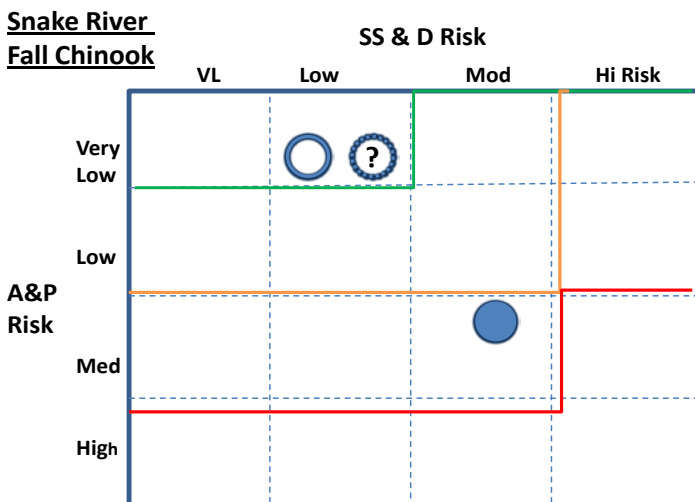 Snake River
Fall Chinook
SS & D Risk
VL Low Mod Hi Risk
Very
Low
?
Low
A&P
Risk
Med
High